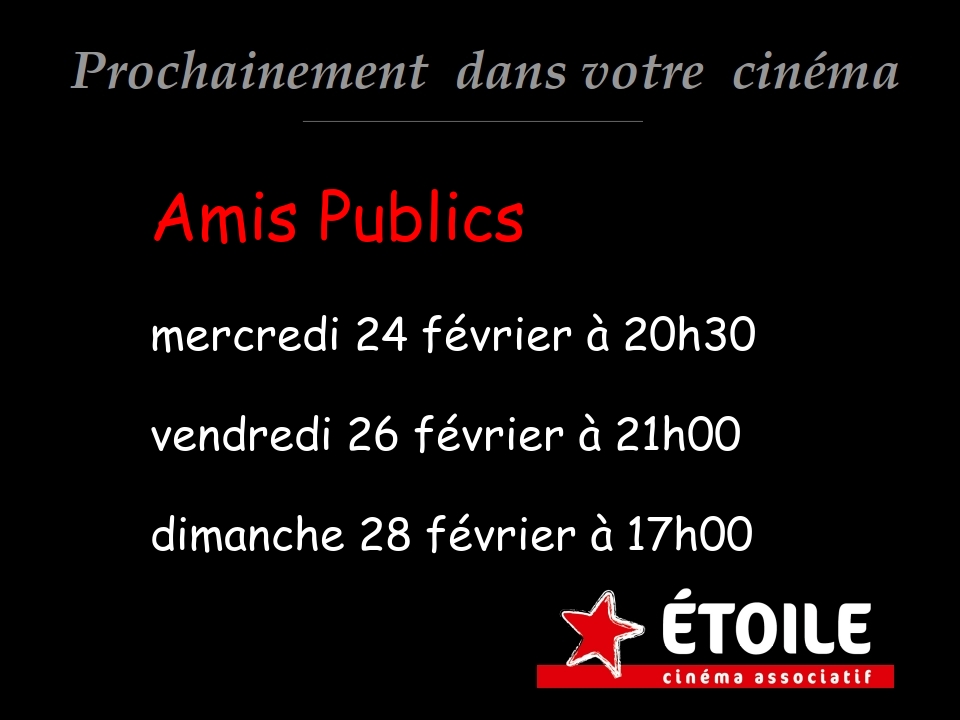 Prochainement dans votre cinéma
Amis Publics
mercredi 24 février à 20h30
vendredi 26 février à 21h00
dimanche 28 février à 17h00
ÉTOILE
cinéma associatif